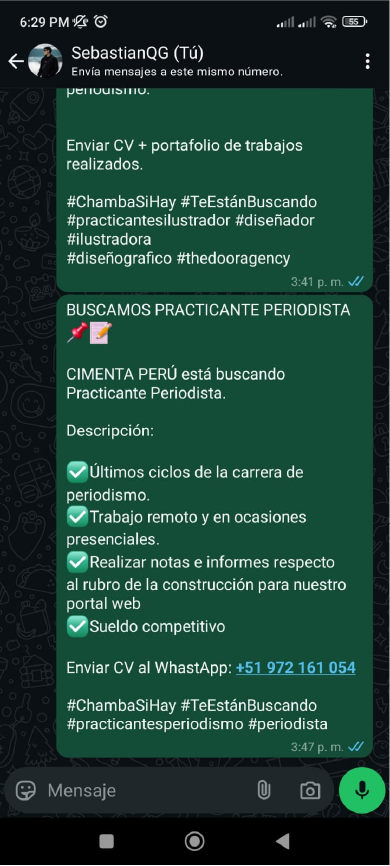 6:29 PM
55
SebastianQG (Tú)
Envía mensajes a este mismo número.
periodismo.
Enviar CV + portafolio de trabajos
realizados.
#ChambaSiHay #TeEstánBuscando
#practicantesilustrador #diseñador
#ilustradora
#diseñografico #thedooragency
3:41 p. m.
BUSCAMOS PRACTICANTE PERIODISTA
📌📝
CIMENTA PERÚ está buscando
Practicante Periodista.
Descripción:
✅Últimos ciclos de la carrera de
periodismo.
✅Trabajo remoto y en ocasiones
presenciales.
✅Realizar notas e informes respecto
al rubro de la construcción para nuestro
portal web
✅Sueldo competitivo
Enviar CV al WhastApp: +51 972 161 054
#ChambaSiHay #TeEstánBuscando
#practicantesperiodismo #periodista
3:47 p. m.
Mensaje